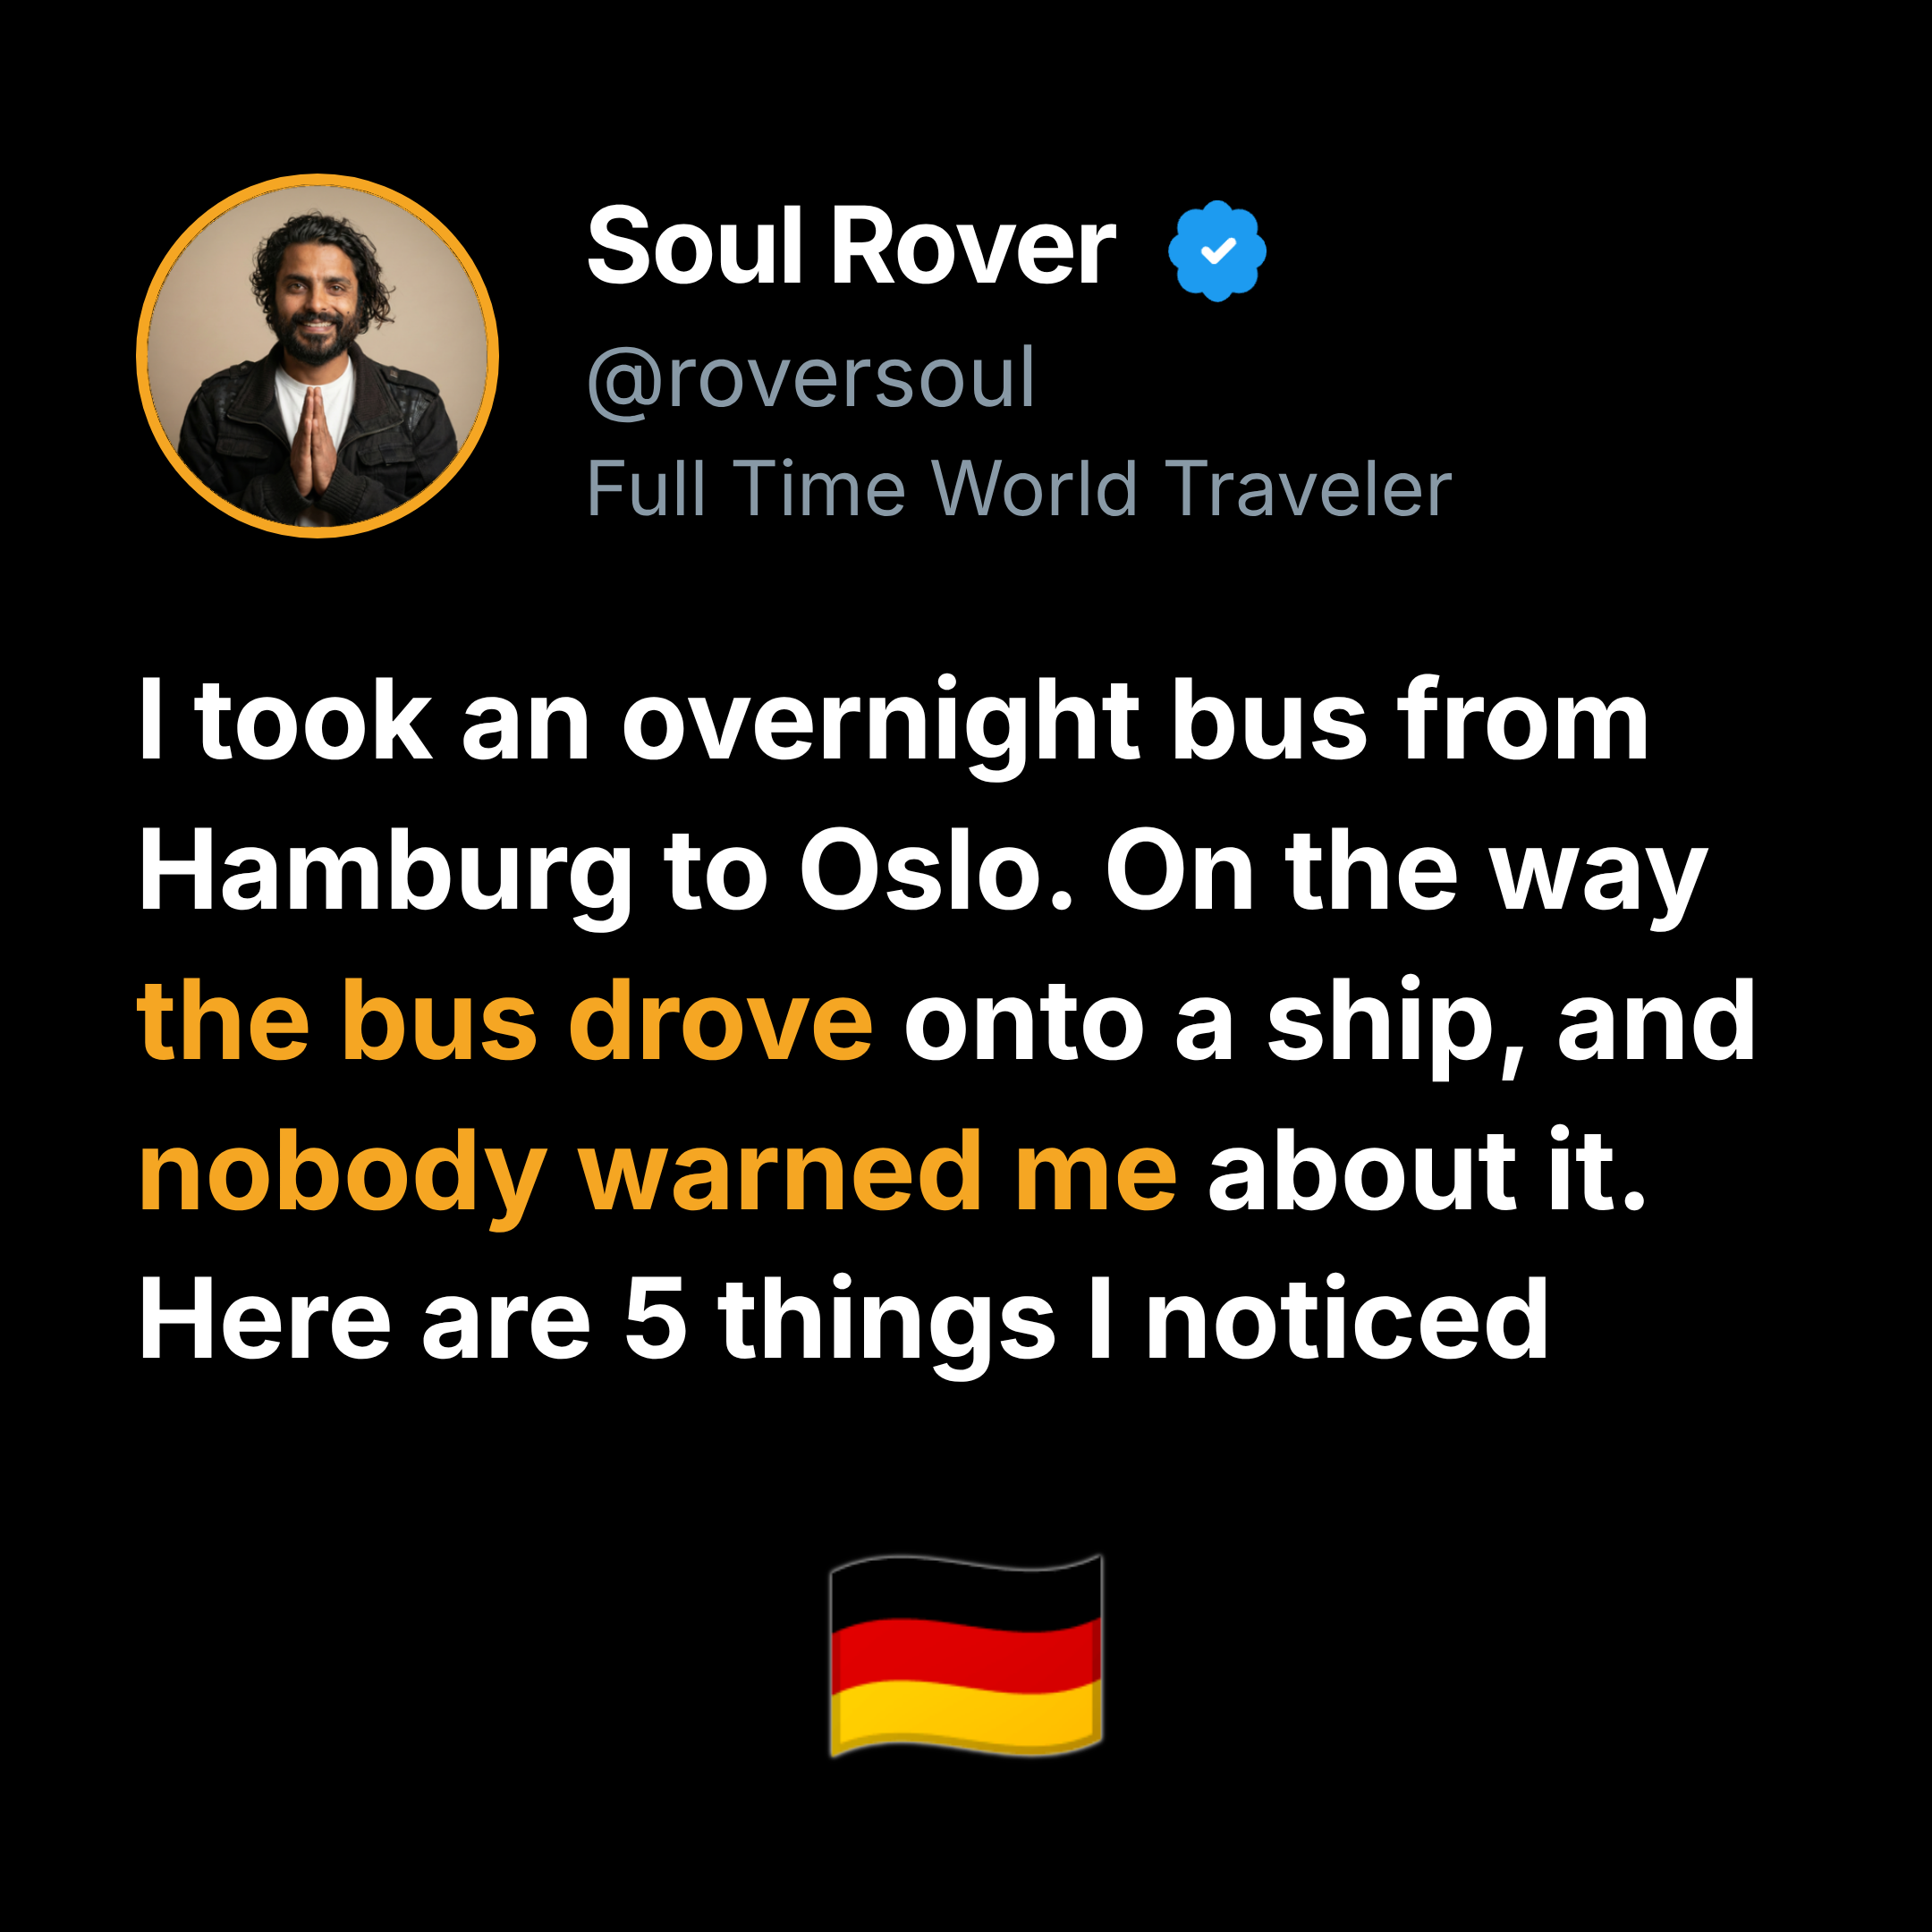 Soul Rover
@roversoul
Full Time World Traveler
I took an overnight bus from
Hamburg to Oslo. On the way
the bus drove onto a ship, and
nobody warned me about it.
Here are 5 things I noticed